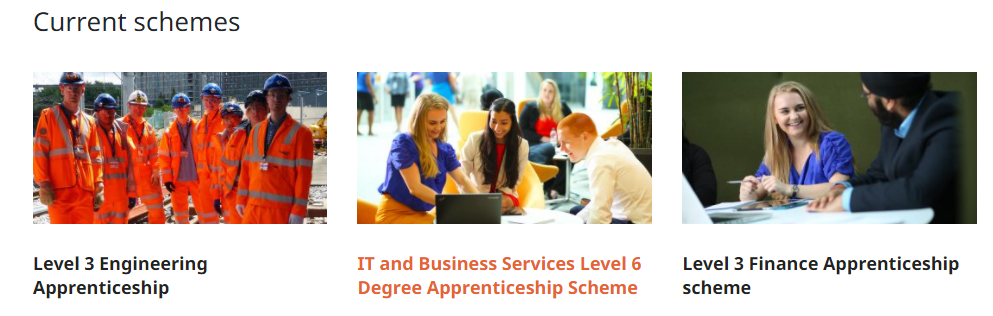 Current schemes
Level 3 Engineering
Apprenticeship
IT and Business Services Level 6
Degree Apprenticeship Scheme
Level 3 Finance Apprenticeship
scheme